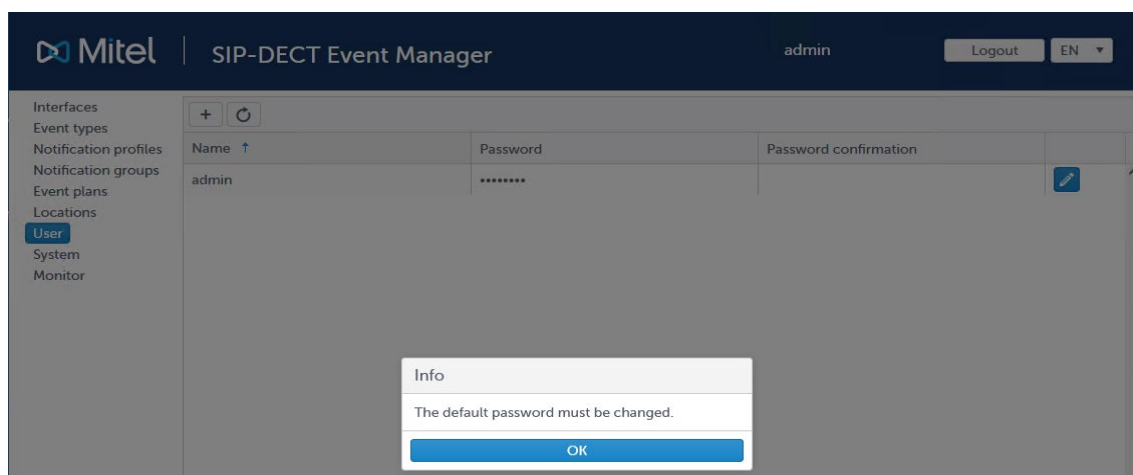 Mitel | SIP-DECT Event Manager admin Logout EN
Interfaces
Event types
Notification profiles
Notification groups
Event plans
Locations
User
System
Monitor
Name Password Password confirmation
admin ••••••••
Info
The default password must be changed.
OK